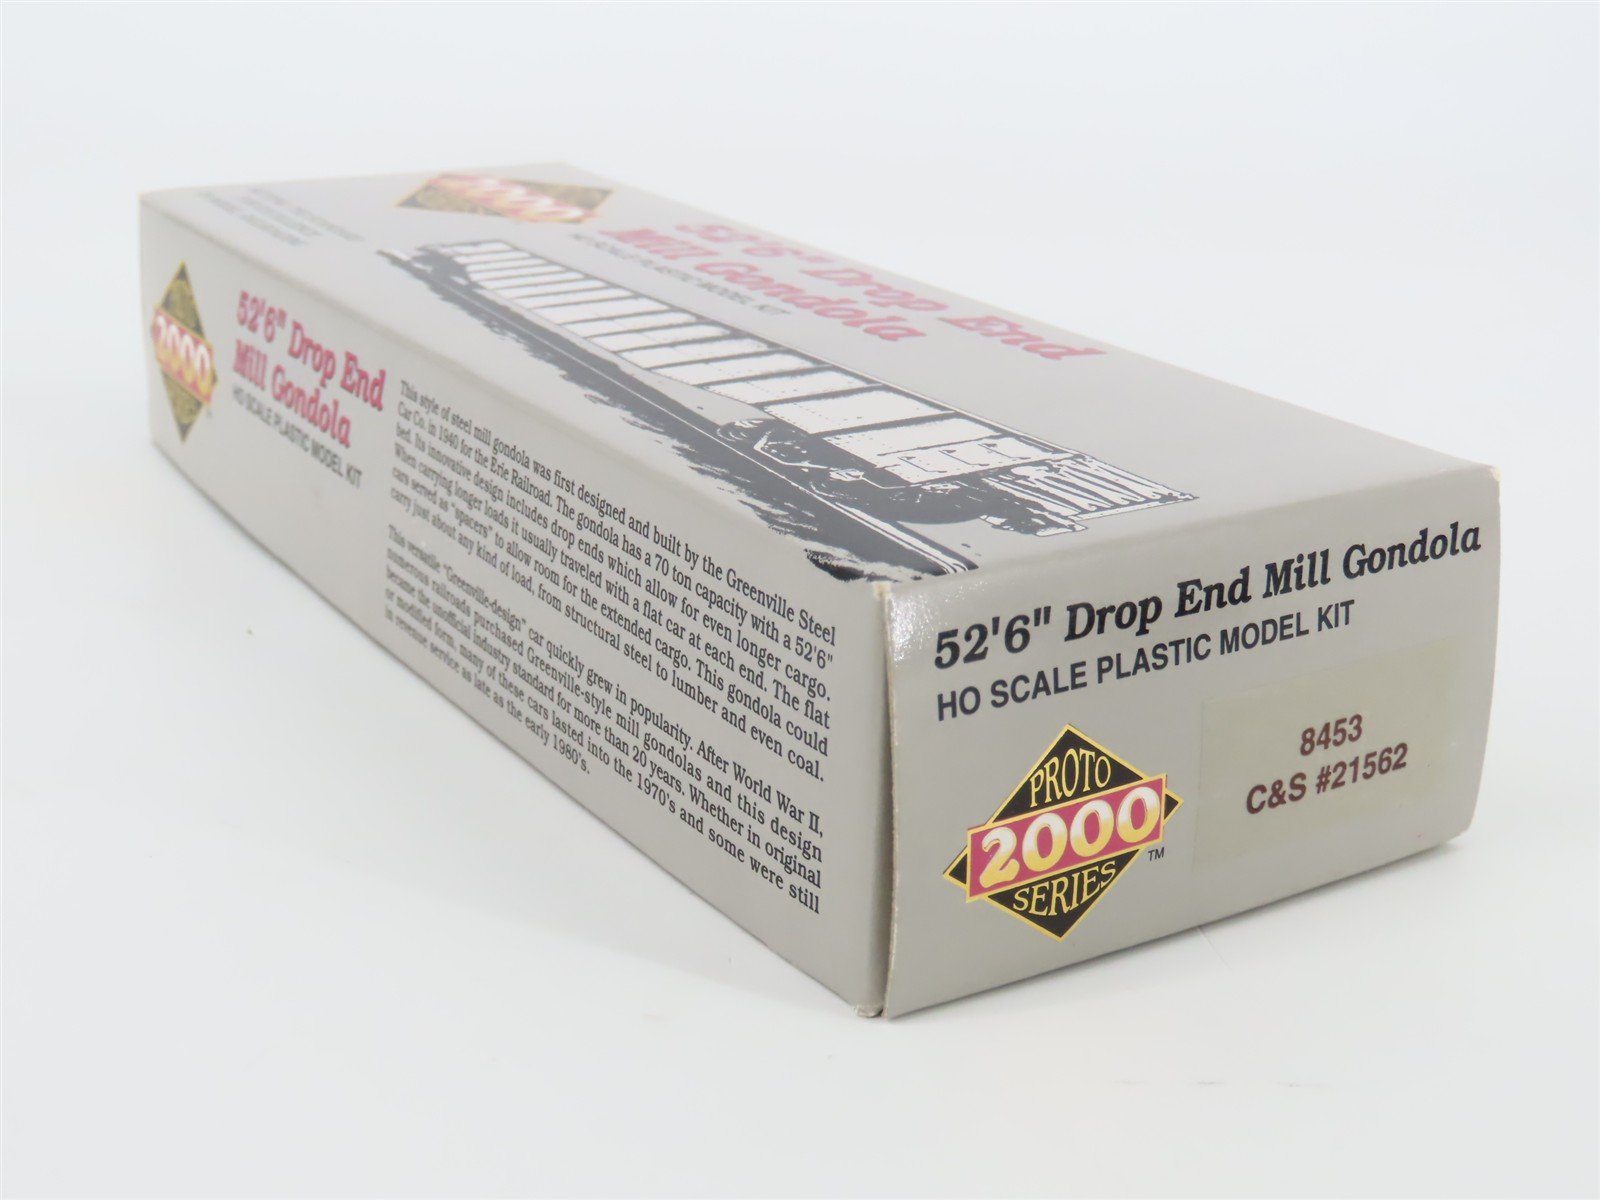 2000
52'6" Drop End
Mill Gondola
HO SCALE PLASTIC MODEL KIT
2000
52'6" Drop End
Mill Gondola
HO SCALE PLASTIC MODEL KIT
This style of steel mill gondola was first designed and built by the Greenville Steel
Car Co. in 1940 for the Erie Railroad. The gondola has a 70 ton capacity with a 52'6"
bed. Its innovative design includes drop ends which allow for even longer cargo.
When carrying longer loads it usually traveled with a flat car at each end. The flat
cars served as "spacers" to allow room for the extended cargo. This gondola could
carry just about any kind of load, from structural steel to lumber and even coal.
This versatile "Greenville-design" car quickly grew in popularity. After World War II,
numerous railroads purchased Greenville-style mill gondolas and this design
became the unofficial industry standard for more than 20 years. Whether in original
or modified form, many of these cars lasted into the 1970's and some were still
in revenue service as late as the early 1980's.
52'6" Drop End Mill Gondola
HO SCALE PLASTIC MODEL KIT
PROTO
2000
SERIES
TM
8453
C&S #21562